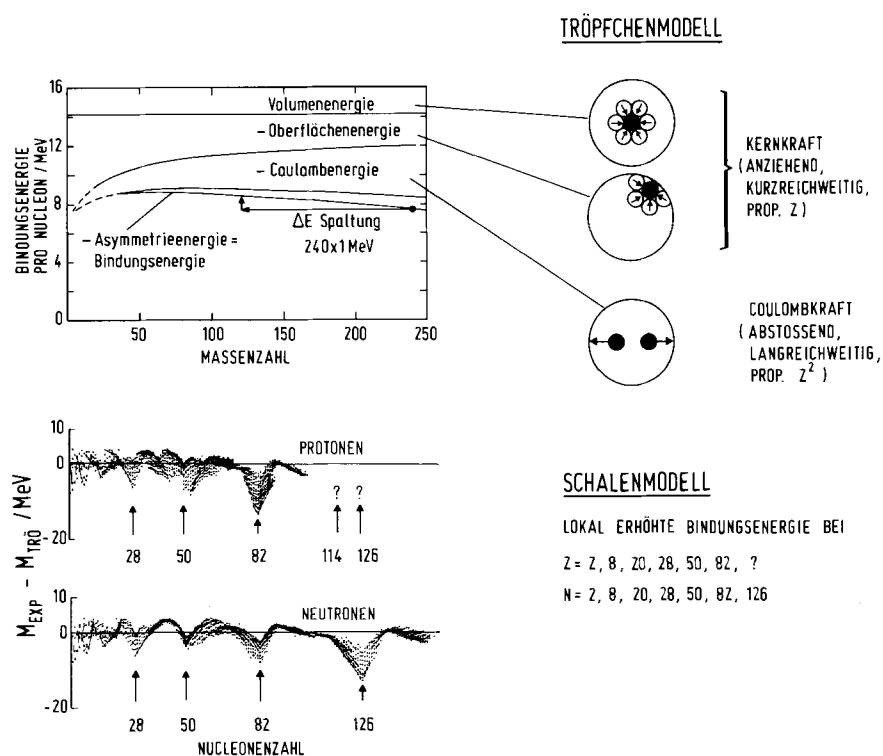 TRÖPFCHENMODELL
BINDUNGSENERGIE
PRO NUCLEON / MeV
16
12
8
4
0
Volumenenergie
– Oberflächenenergie
– Coulombenergie
– Asymmetrieenergie =
Bindungsenergie
ΔE Spaltung
240x1 MeV
50
100
150
200
250
MASSENZAHL
KERNKRAFT
( ANZIEHEND,
KURZREICHWEITIG,
PROP. Z )
COULOMBKRAFT
( ABSTOSSEND,
LANGREICHWEITIG,
PROP. Z² )
M_EXP – M_TRÖ / MeV
10
0
-20
PROTONEN
? ?
28 50 82 114 126
10
0
-20
NEUTRONEN
28 50 82 126
NUCLEONENZAHL
SCHALENMODELL
LOKAL ERHÖHTE BINDUNGSENERGIE BEI
Z = 2, 8, 20, 28, 50, 82, ?
N = 2, 8, 20, 28, 50, 82, 126